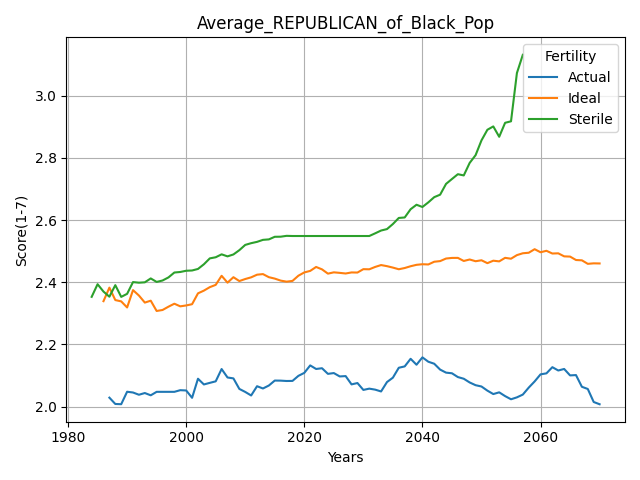 Average_REPUBLICAN_of_Black_Pop
Fertility
Actual
Ideal
Sterile
Score(1-7)
3.0
2.8
2.6
2.4
2.2
2.0
1980
2000
2020
2040
2060
Years